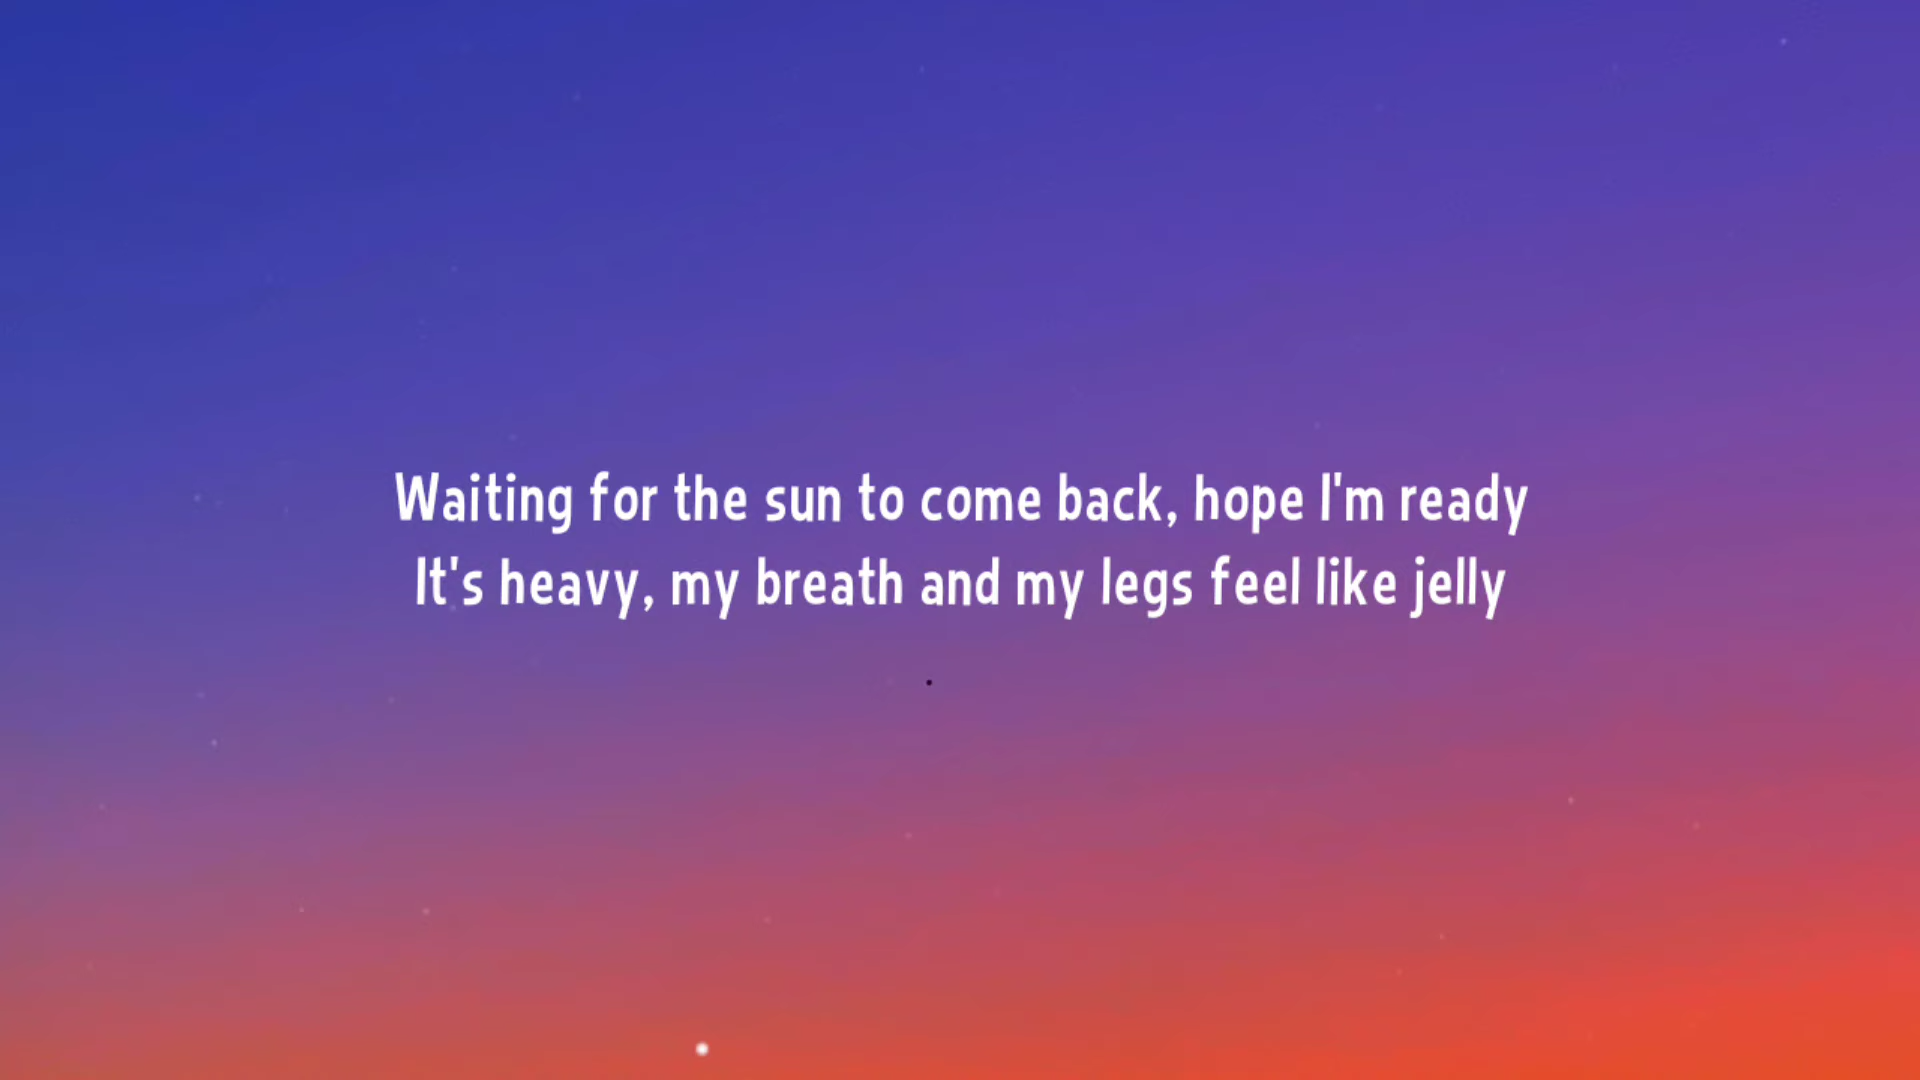 Waiting for the sun to come back, hope I'm ready
It's heavy, my breath and my legs feel like jelly